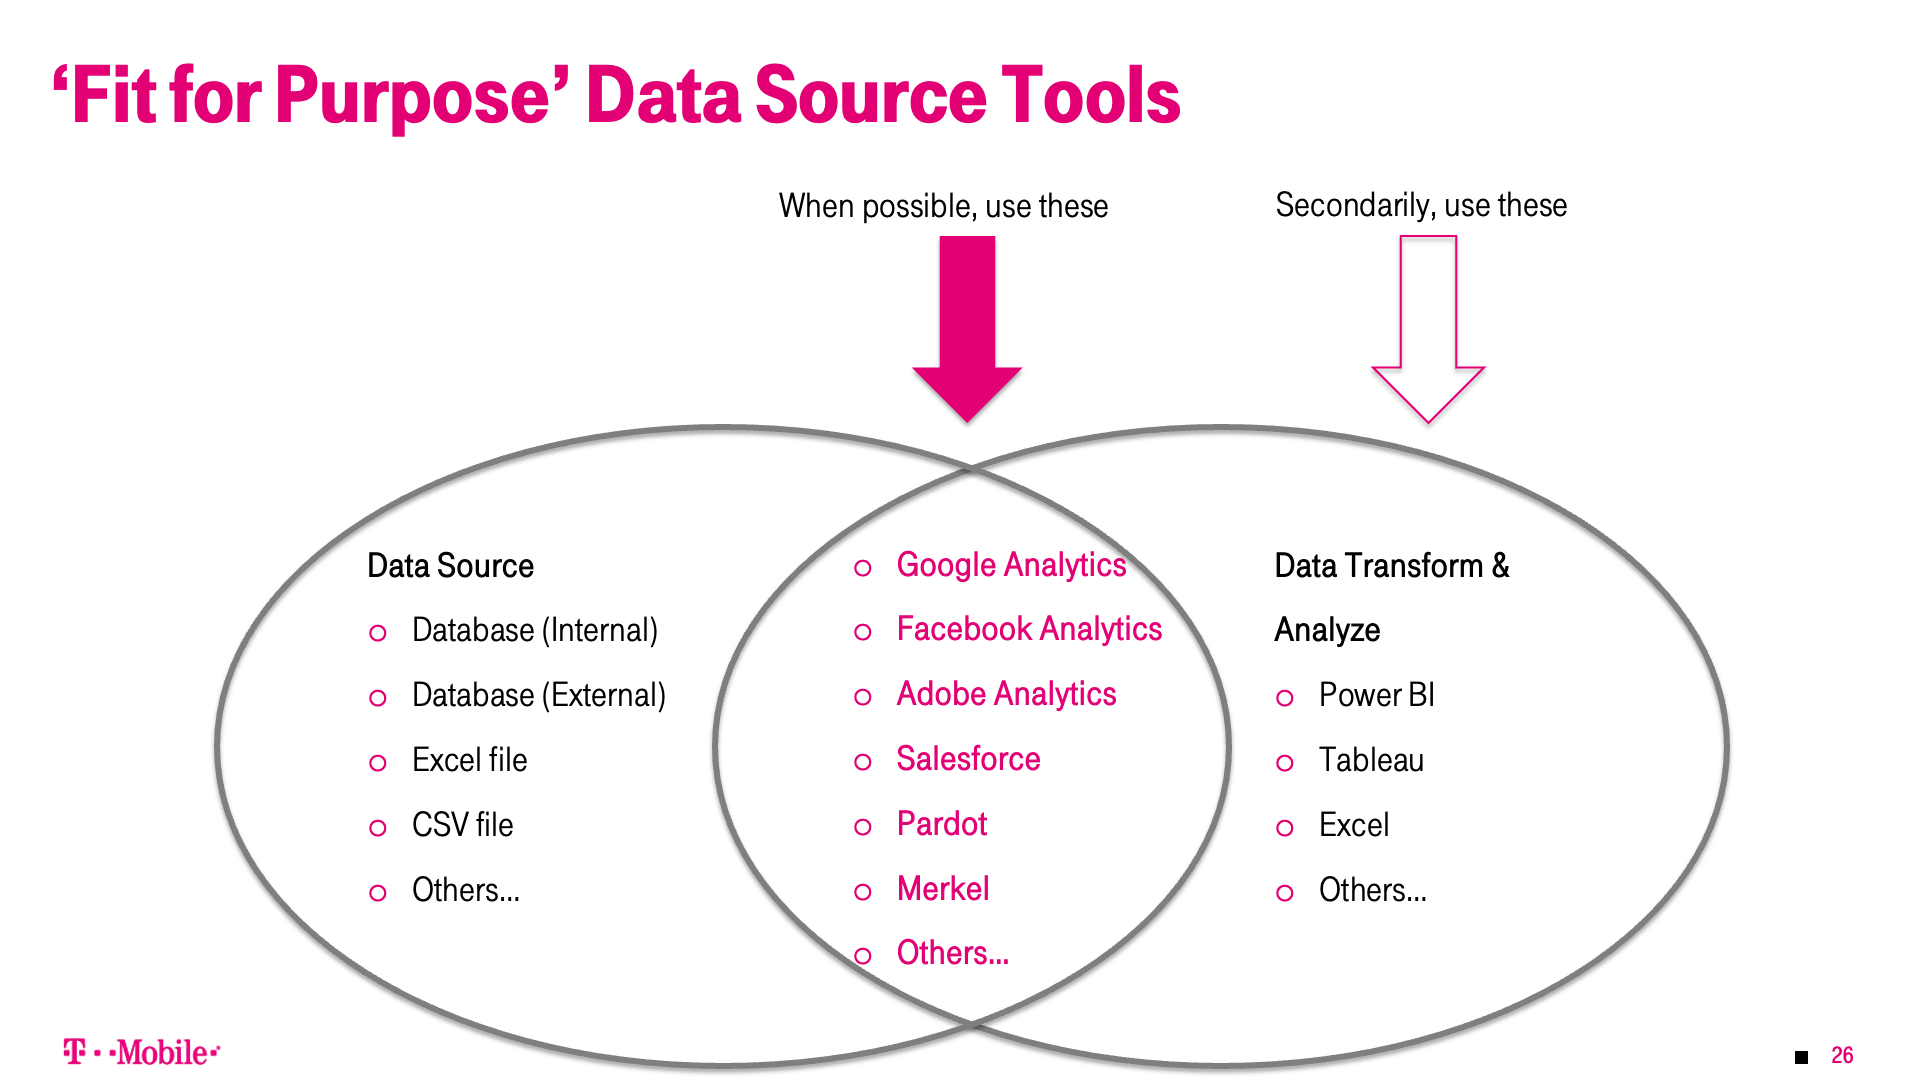 ‘Fit for Purpose’ Data Source Tools
When possible, use these
Secondarily, use these
Data Source
Database (Internal)
Database (External)
Excel file
CSV file
Others...
Google Analytics
Facebook Analytics
Adobe Analytics
Salesforce
Pardot
Merkel
Others...
Data Transform &
Analyze
Power BI
Tableau
Excel
Others...
T··Mobile·
26